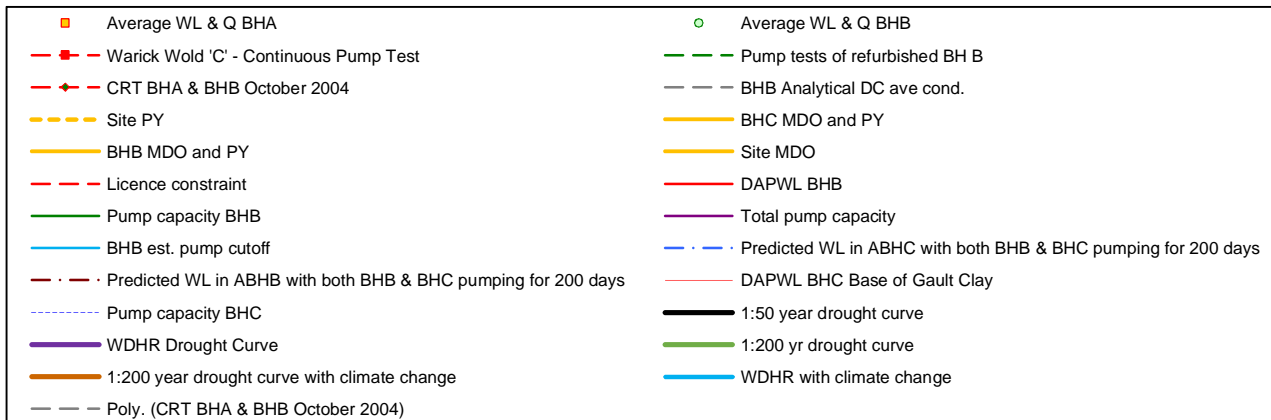 Average WL & Q BHA
Average WL & Q BHB
Warick Wold 'C' - Continuous Pump Test
Pump tests of refurbished BH B
CRT BHA & BHB October 2004
BHB Analytical DC ave cond.
Site PY
BHC MDO and PY
BHB MDO and PY
Site MDO
Licence constraint
DAPWL BHB
Pump capacity BHB
Total pump capacity
BHB est. pump cutoff
Predicted WL in ABHC with both BHB & BHC pumping for 200 days
Predicted WL in ABHB with both BHB & BHC pumping for 200 days
DAPWL BHC Base of Gault Clay
Pump capacity BHC
1:50 year drought curve
WDHR Drought Curve
1:200 yr drought curve
1:200 year drought curve with climate change
WDHR with climate change
Poly. (CRT BHA & BHB October 2004)